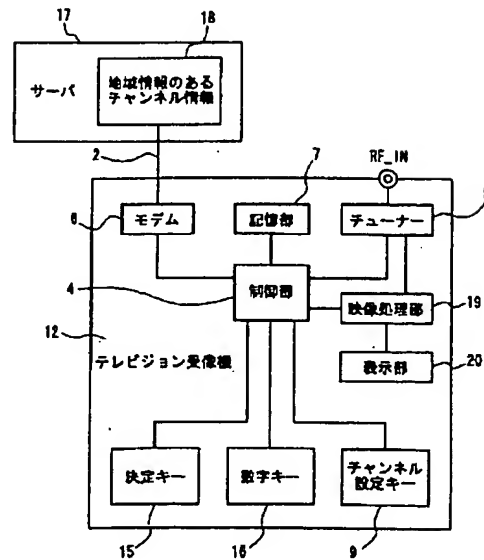 17
18
サーバ
地域情報のある
チャンネル情報
2
7
RF_IN
6
モデム
記憶部
チューナー
4
制御部
映像処理部
19
12
テレビジョン受像機
表示部
20
決定キー
数字キー
チャンネル
設定キー
15
16
9